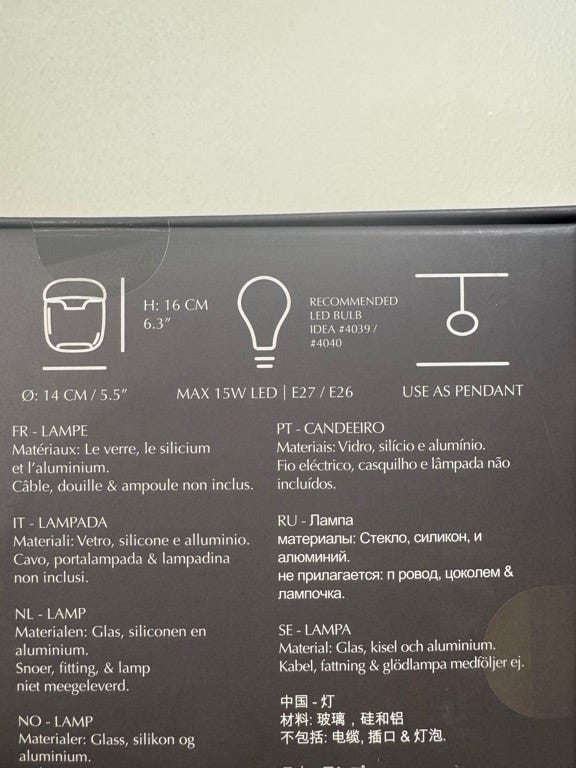 H: 16 CM
6.3”
RECOMMENDED
LED BULB
IDEA #4039 /
#4040
Ø: 14 CM / 5.5”
MAX 15W LED | E27 / E26
USE AS PENDANT
FR - LAMPE
Matériaux: Le verre, le silicium
et l’aluminium.
Câble, douille & ampoule non inclus.
IT - LAMPADA
Materiali: Vetro, silicone e alluminio.
Cavo, portalampada & lampadina
non inclusi.
NL - LAMP
Materialen: Glas, siliconen en
aluminium.
Snoer, fitting, & lamp
niet meegeleverd.
NO - LAMP
Materialer: Glass, silikon og
aluminium.
PT - CANDEEIRO
Materiais: Vidro, silício e alumínio.
Fio eléctrico, casquilho e lâmpada não
incluídos.
RU - Лампа
материалы: Стекло, силикон, и
алюминий.
не прилагается: п ровод, цоколем &
лампочка.
SE - LAMPA
Material: Glas, kisel och aluminium.
Kabel, fattning & glödlampa medföljer ej.
中国 - 灯
材料: 玻璃，硅和铝
不包括: 电缆, 插口 & 灯泡.